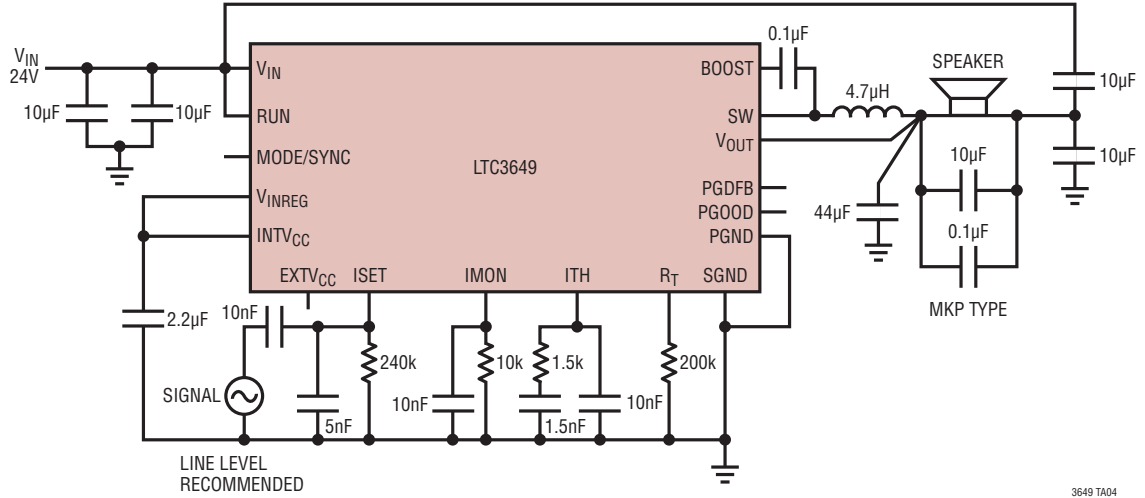 VIN
24V
10µF
10µF
VIN
RUN
MODE/SYNC
VINREG
INTVCC
EXTVCC
ISET
IMON
ITH
RT
SGND
LTC3649
BOOST
SW
VOUT
PGDFB
PGOOD
PGND
0.1µF
4.7µH
SPEAKER
10µF
10µF
44µF
10µF
0.1µF
MKP TYPE
2.2µF
10nF
SIGNAL
5nF
240k
10nF
10k
1.5k
1.5nF
10nF
200k
LINE LEVEL
RECOMMENDED
3649 TA04